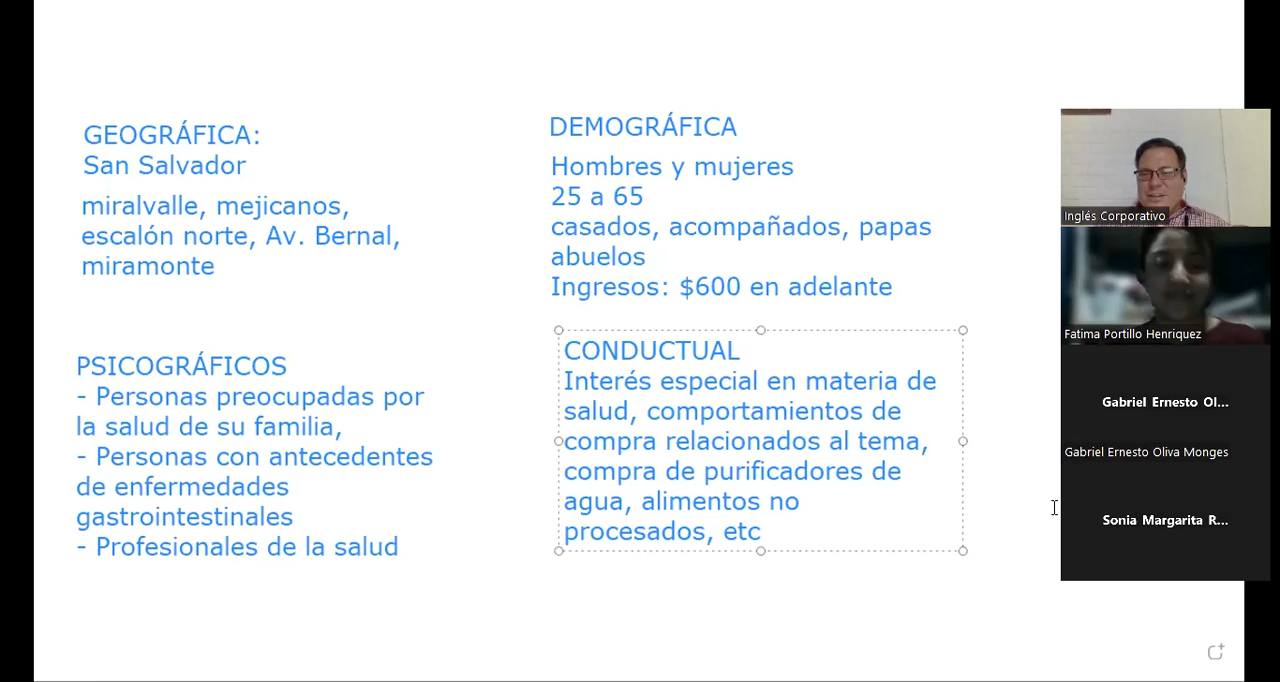 GEOGRÁFICA:
San Salvador
miralvalle, mejicanos,
escalón norte, Av. Bernal,
miramonte
DEMOGRÁFICA
Hombres y mujeres
25 a 65
casados, acompañados, papas
abuelos
Ingresos: $600 en adelante
PSICOGRÁFICOS
- Personas preocupadas por
la salud de su familia,
- Personas con antecedentes
de enfermedades
gastrointestinales
- Profesionales de la salud
CONDUCTUAL
Interés especial en materia de
salud, comportamientos de
compra relacionados al tema,
compra de purificadores de
agua, alimentos no
procesados, etc
Inglés Corporativo
Fatima Portillo Henriquez
Gabriel Ernesto Ol...
Gabriel Ernesto Oliva Monges
Sonia Margarita R...